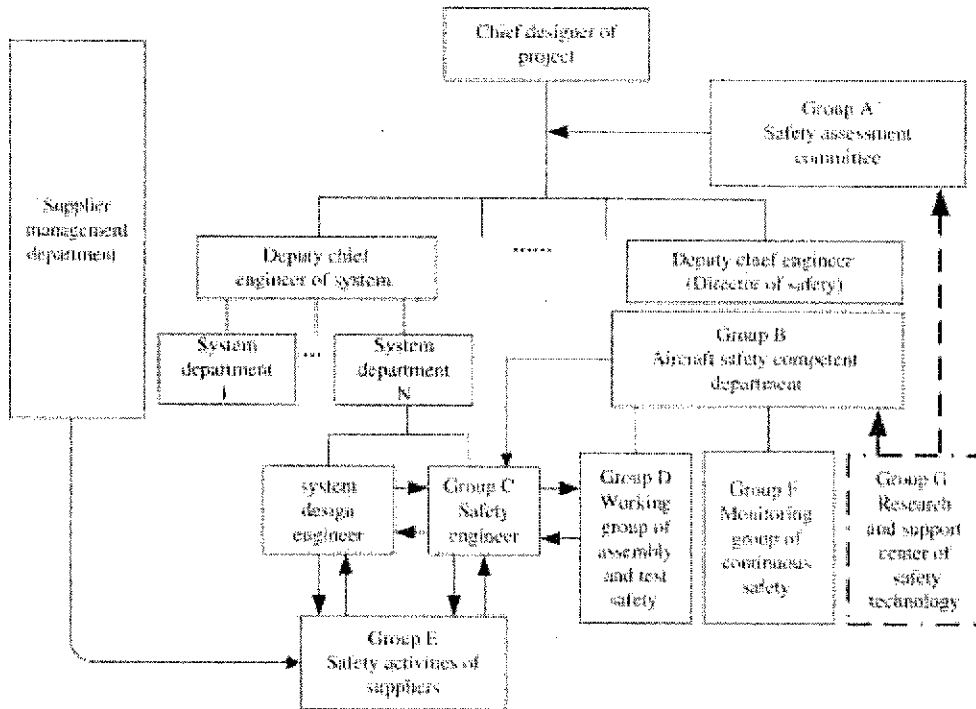 Chief designer of
project
Group A
Safety assessment
committee
Supplier
management
department
Deputy chief
engineer of system
......
Deputy chief engineer
(Director of safety)
System
department
1
...
System
department
N
Group B
Aircraft safety competent
department
system
design
engineer
Group C
Safety
engineer
Group D
Working
group of
assembly
and test
safety
Group F
Monitoring
group of
continuous
safety
Group G
Research
and support
center of
safety
technology
Group E
Safety activities of
suppliers